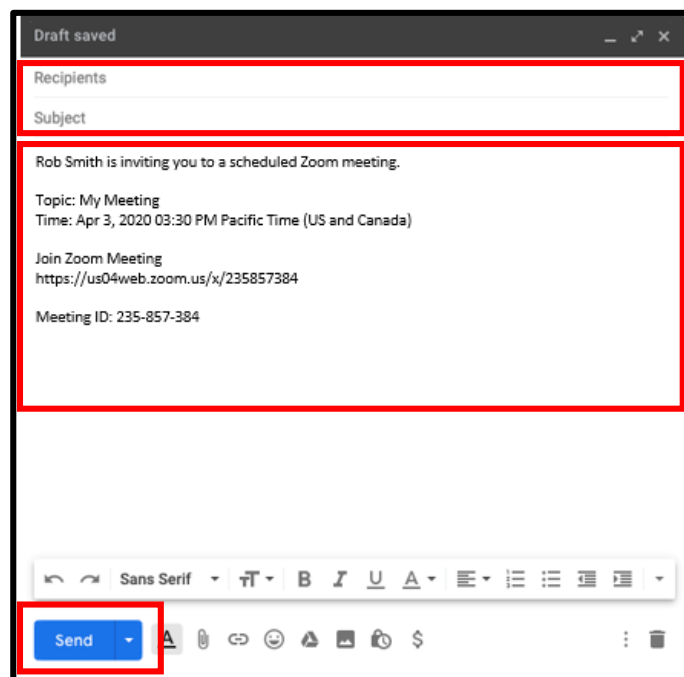 Draft saved
Recipients
Subject
Rob Smith is inviting you to a scheduled Zoom meeting.
Topic: My Meeting
Time: Apr 3, 2020 03:30 PM Pacific Time (US and Canada)
Join Zoom Meeting
https://us04web.zoom.us/x/235857384
Meeting ID: 235-857-384
Sans Serif
Send